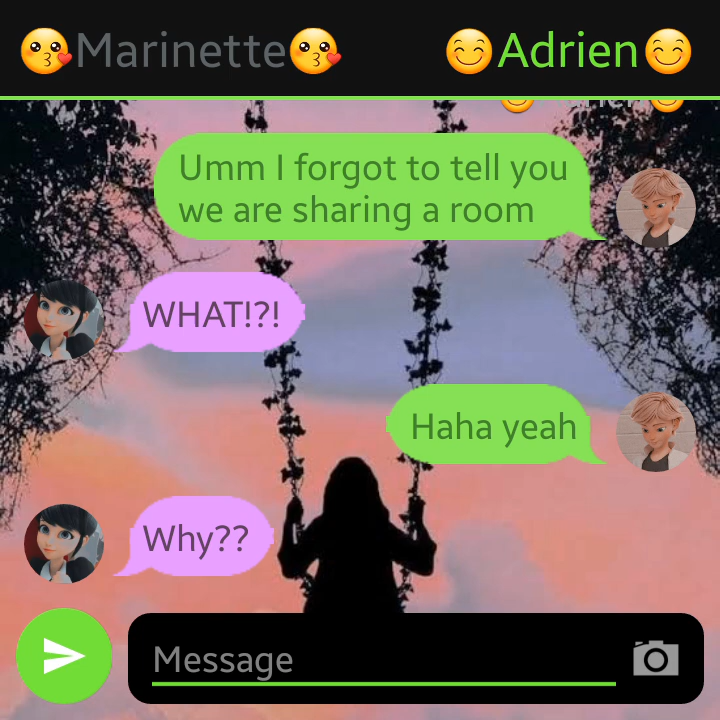 😘Marinette😘 😊Adrien😊
Umm I forgot to tell you
we are sharing a room
WHAT!?!
Haha yeah
Why??
Message